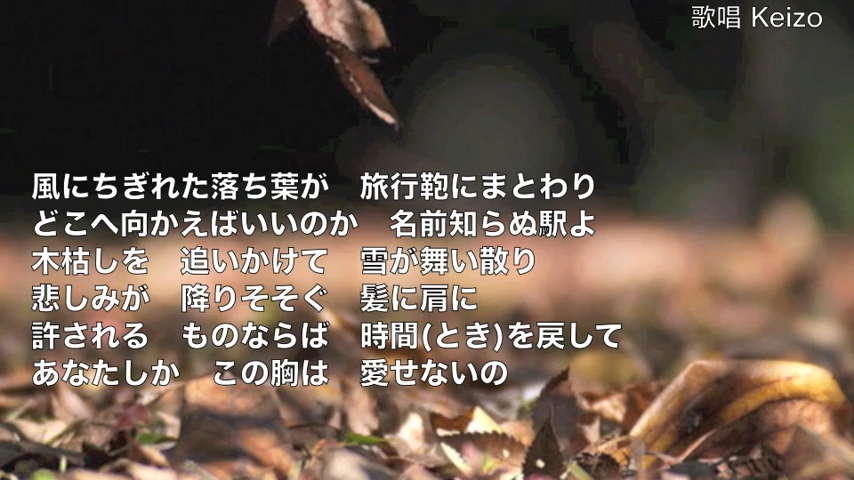 歌唱 Keizo
風にちぎれた落ち葉が　旅行鞄にまとわり
どこへ向かえばいいのか　名前知らぬ駅よ
木枯しを　追いかけて　雪が舞い散り
悲しみが　降りそそぐ　髪に肩に
許される　ものならば　時間(とき)を戻して
あなたしか　この胸は　愛せないの